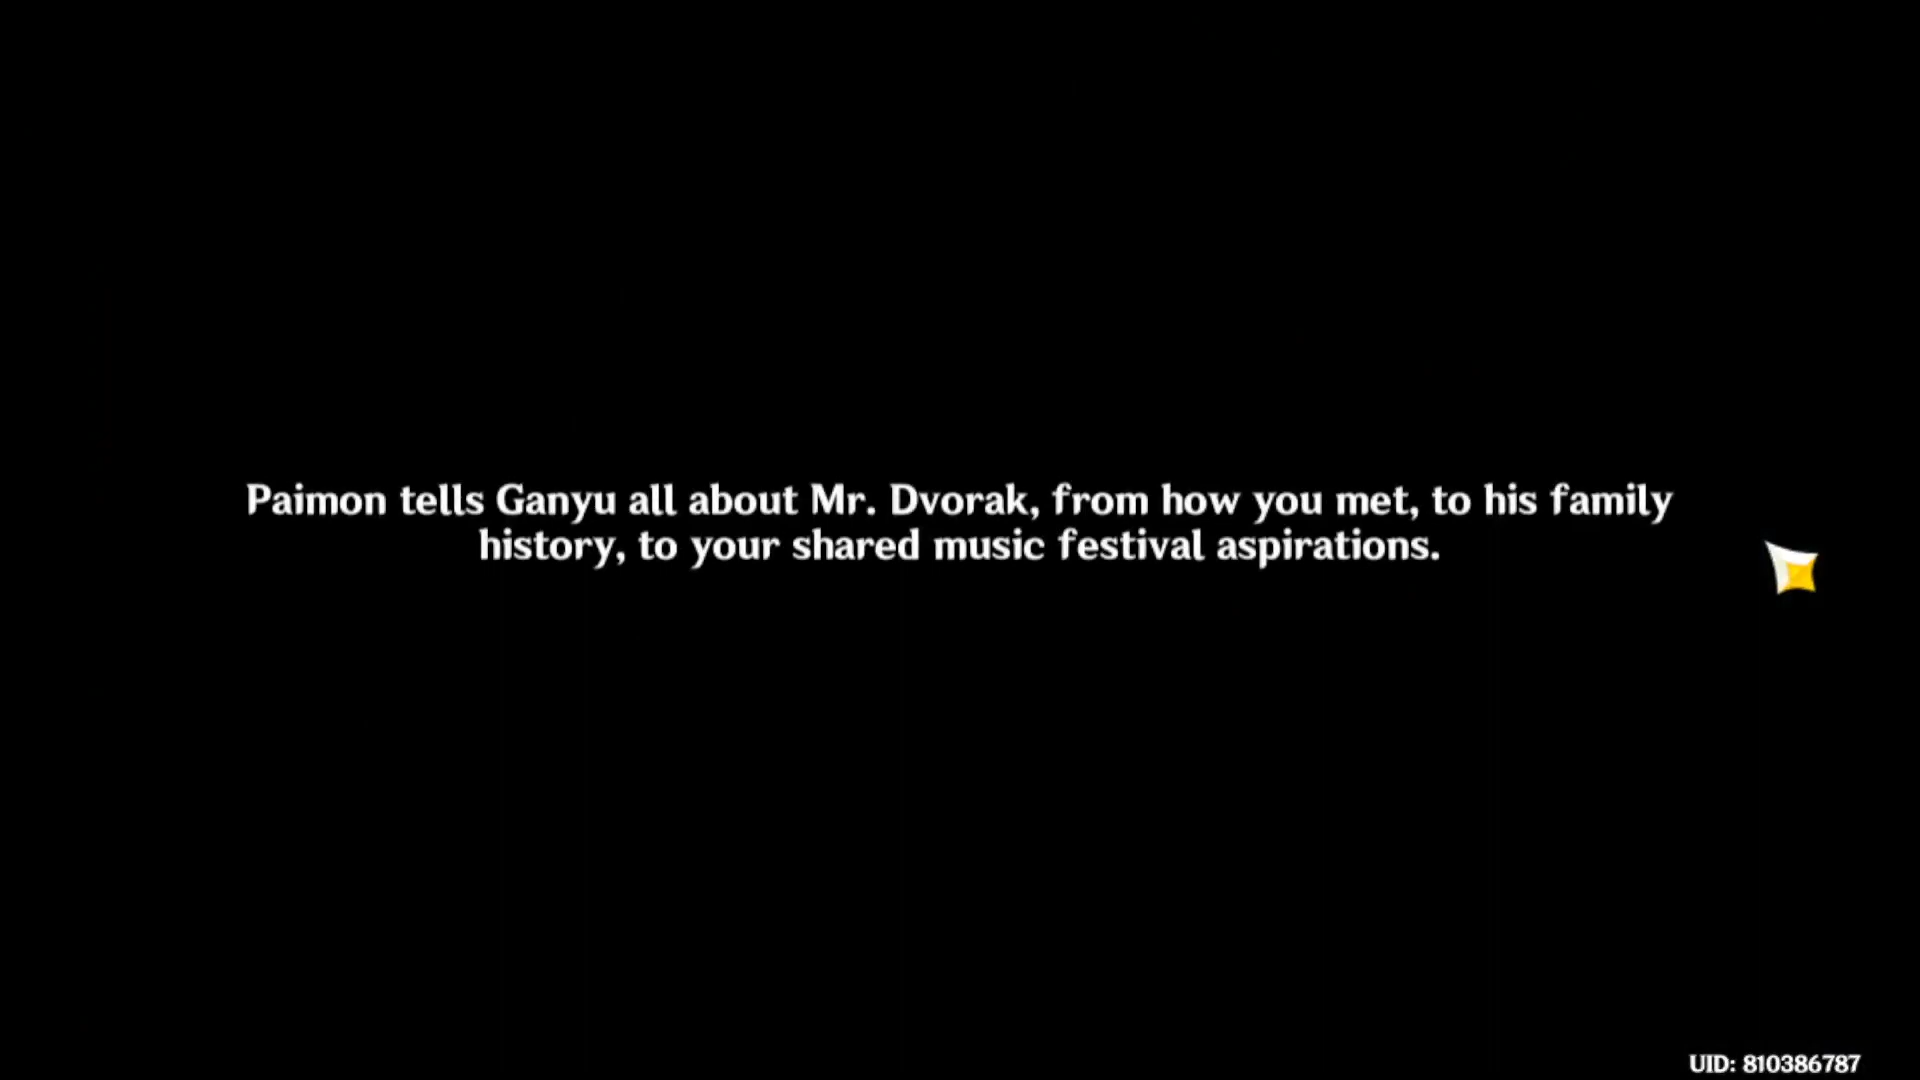 Paimon tells Ganyu all about Mr. Dvorak, from how you met, to his family
history, to your shared music festival aspirations.
UID: 810386787